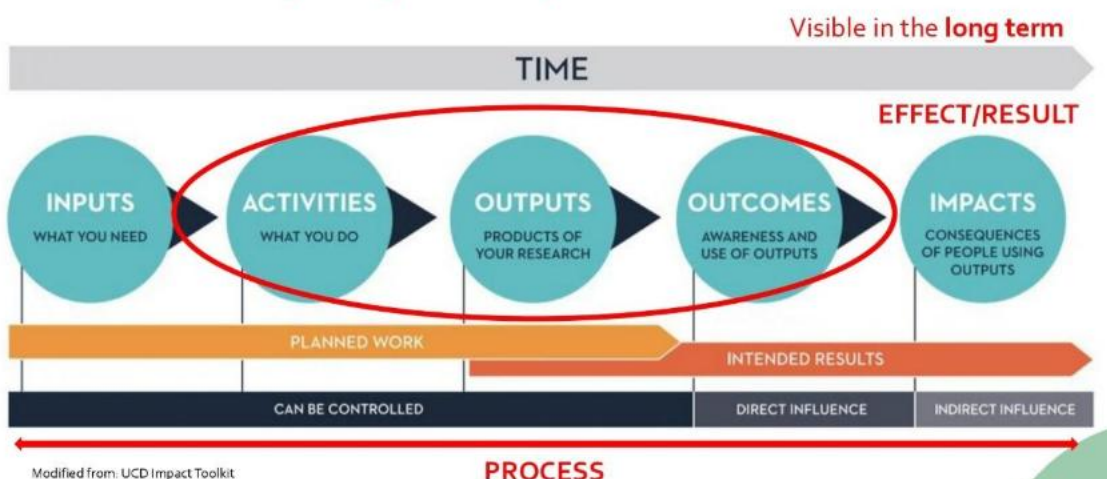 Visible in the long term
TIME
EFFECT/RESULT
INPUTS
WHAT YOU NEED
ACTIVITIES
WHAT YOU DO
OUTPUTS
PRODUCTS OF
YOUR RESEARCH
OUTCOMES
AWARENESS AND
USE OF OUTPUTS
IMPACTS
CONSEQUENCES
OF PEOPLE USING
OUTPUTS
PLANNED WORK
INTENDED RESULTS
CAN BE CONTROLLED
DIRECT INFLUENCE
INDIRECT INFLUENCE
PROCESS
Modified from: UCD Impact Toolkit